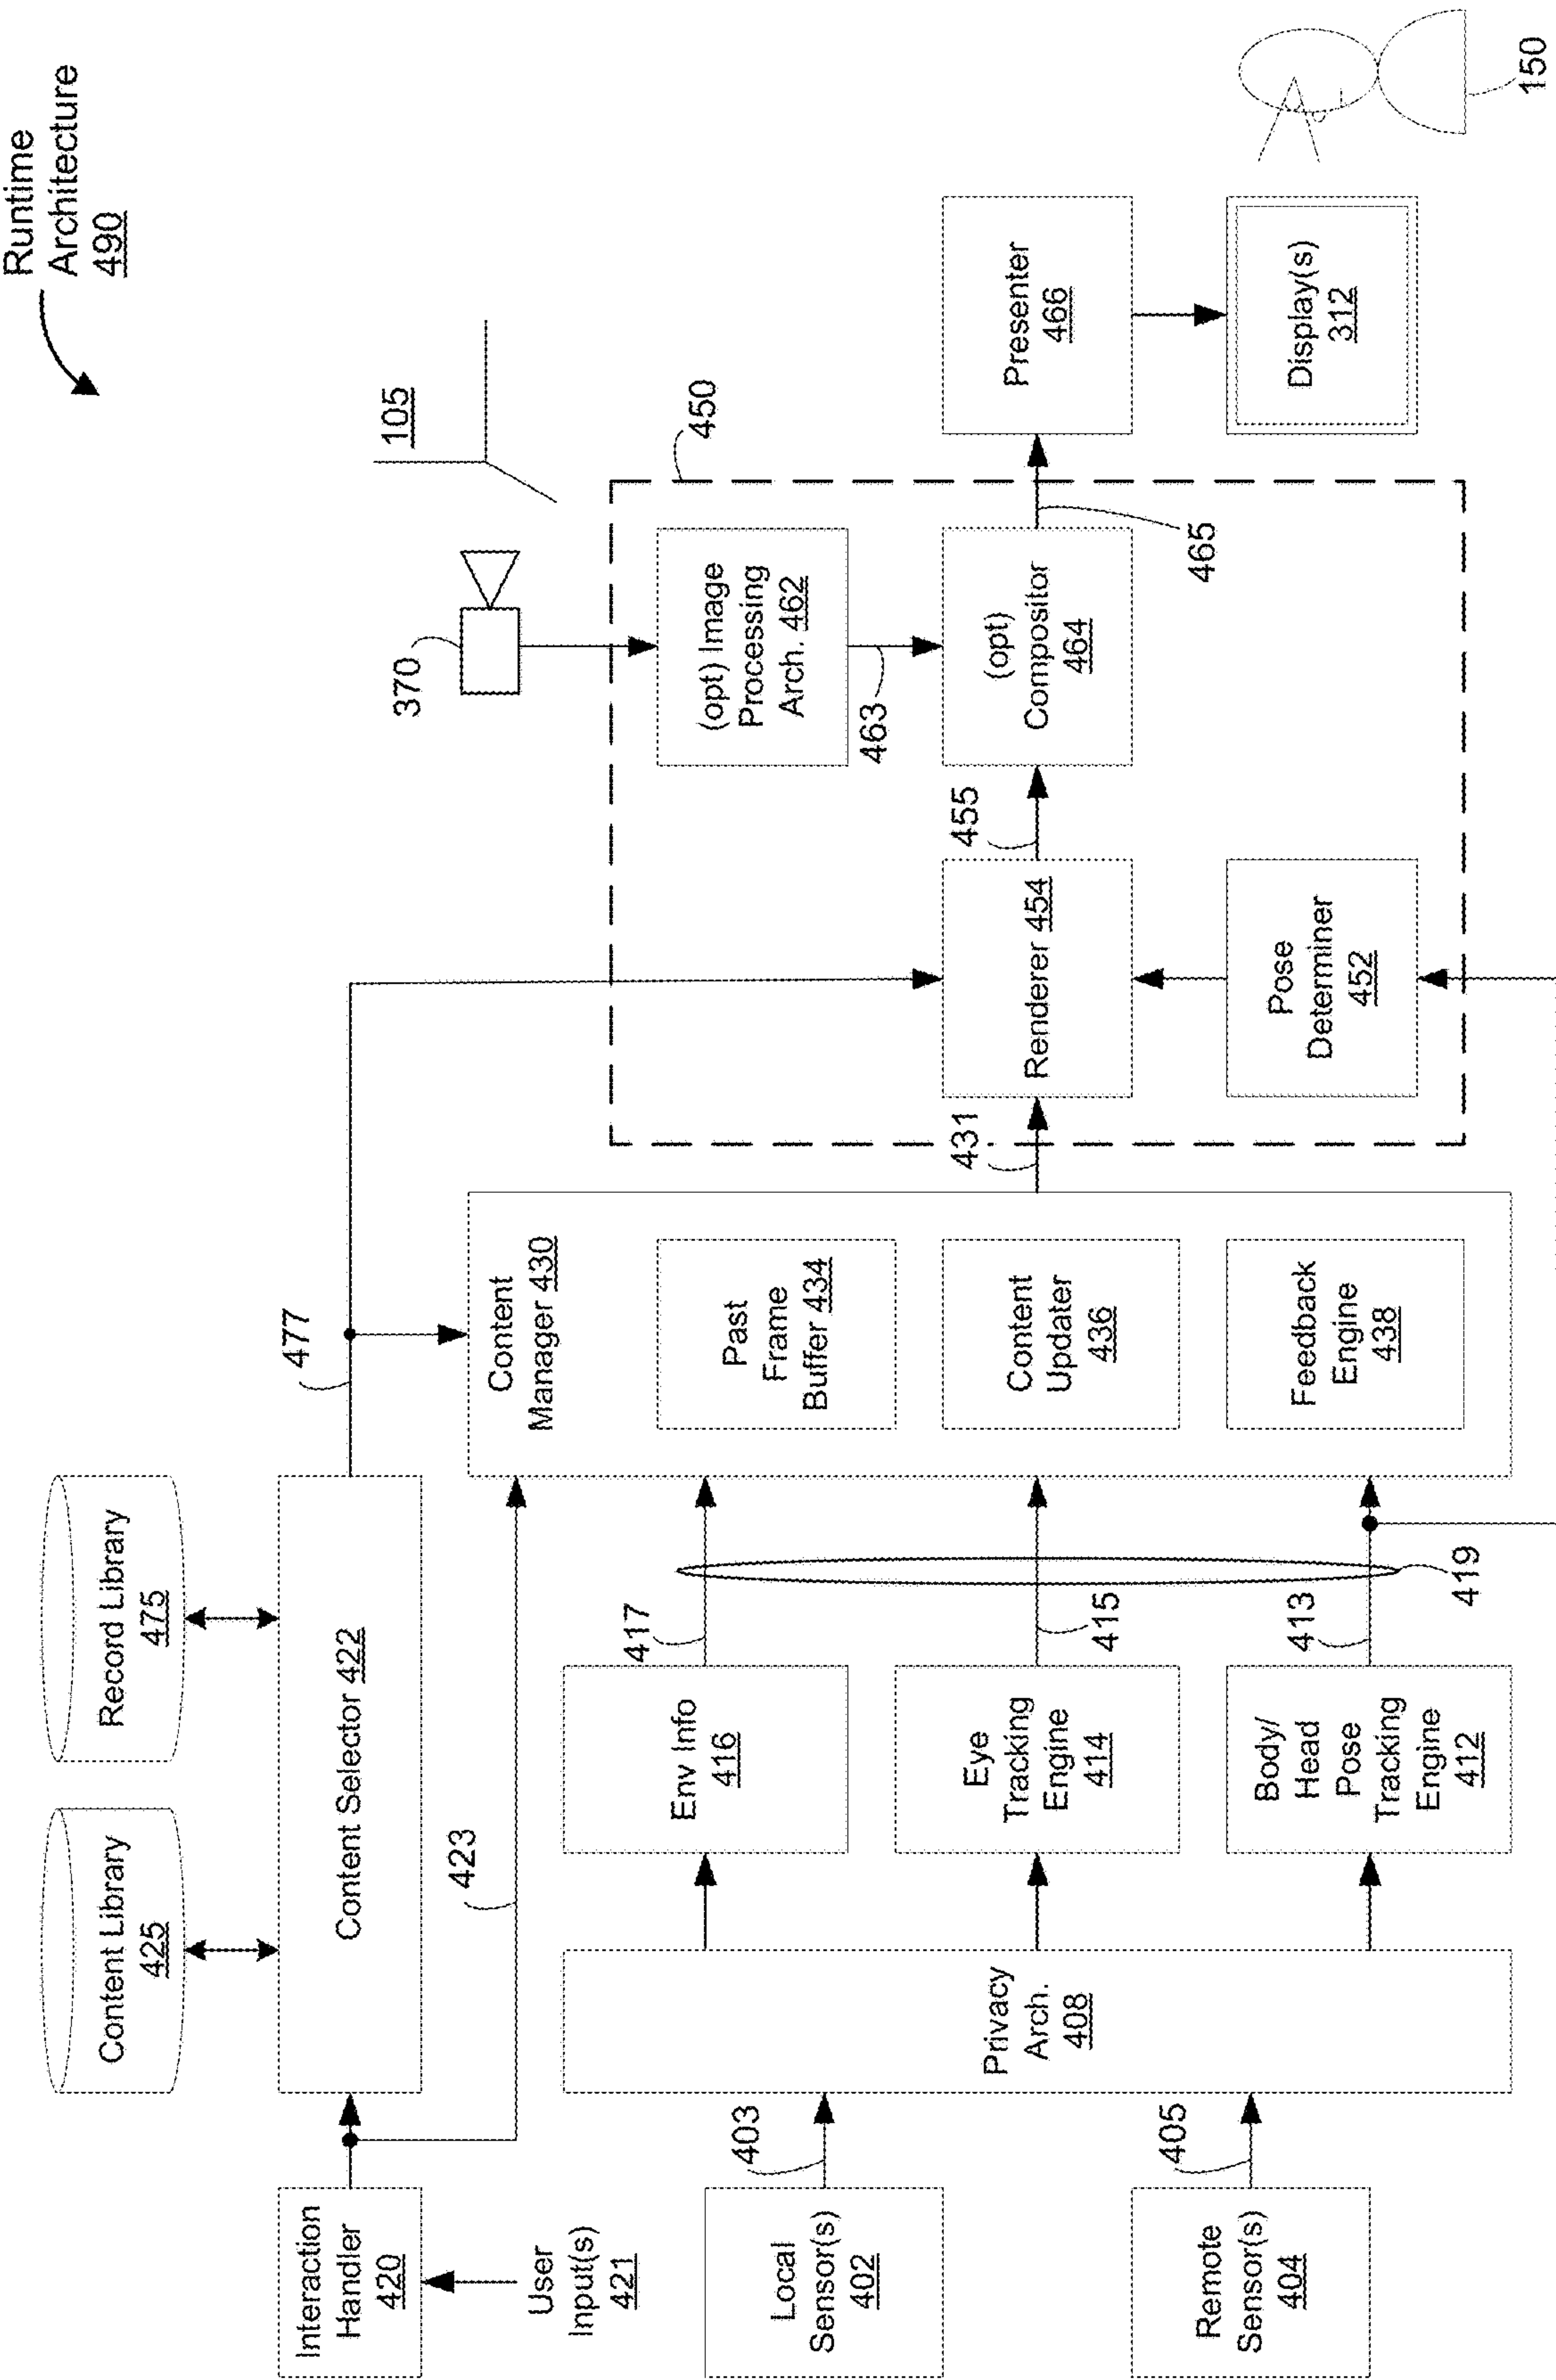 Runtime
Architecture
490
Content Library
425
Record Library
475
Interaction
Handler
420
Content Selector 422
477
User
Input(s)
421
423
370
105
Local
Sensor(s)
402
403
Remote
Sensor(s)
404
405
Privacy
Arch.
408
Env Info
416
417
Eye
Tracking
Engine
414
415
Body/
Head
Pose
Tracking
Engine
412
413
419
Content
Manager 430
Past
Frame
Buffer 434
Content
Updater
436
Feedback
Engine
438
431
450
(opt) Image
Processing
Arch. 462
463
Renderer 454
455
(opt)
Compositor
464
465
Pose
Determiner
452
Presenter
466
Display(s)
312
150